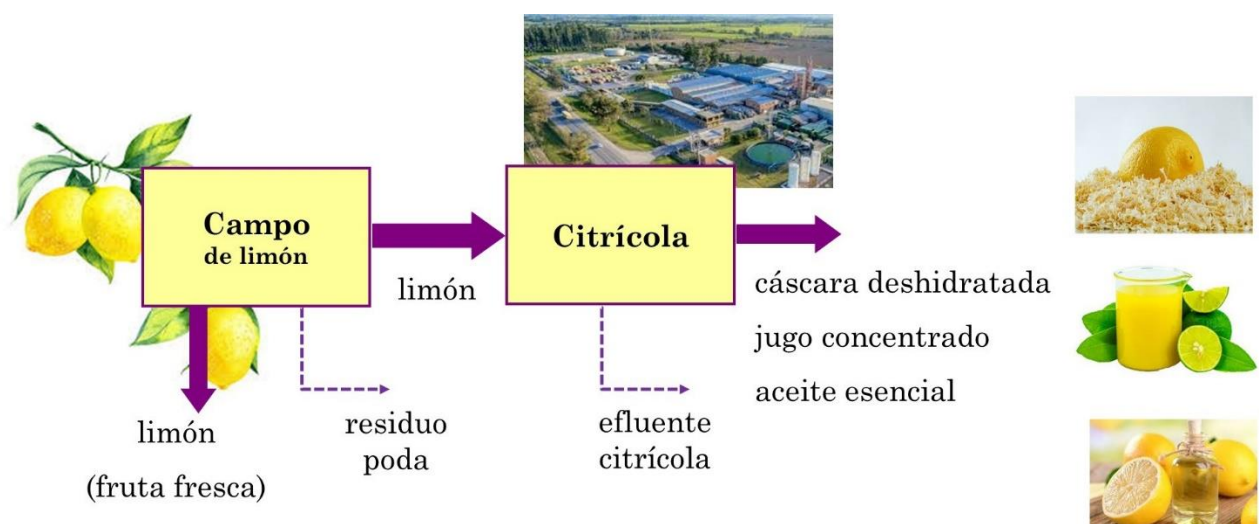 Campo
de limón
limón
(fruta fresca)
residuo
poda
limón
Citrícola
efluente
citrícola
cáscara deshidratada
jugo concentrado
aceite esencial